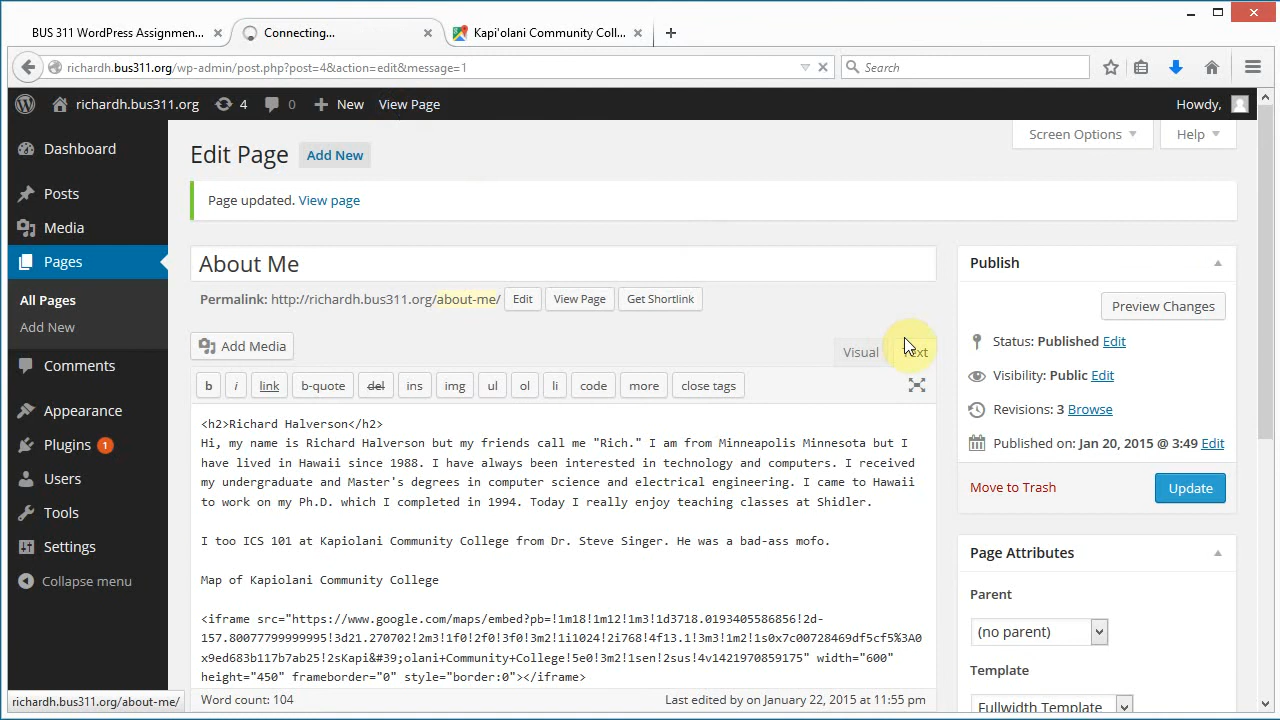 BUS 311 WordPress Assignmen... × Connecting... × Kapi'olani Community Coll... × +
richardh.bus311.org/wp-admin/post.php?post=4&action=edit&message=1
Search
richardh.bus311.org 4 0 New View Page
Howdy,
Screen Options
Help
Dashboard
Posts
Media
Pages
All Pages
Add New
Comments
Appearance
Plugins 1
Users
Tools
Settings
Collapse menu
Edit Page Add New
Page updated. View page
About Me
Permalink: http://richardh.bus311.org/about-me/ Edit View Page Get Shortlink
Add Media
Visual Text
b i link b-quote del ins img ul ol li code more close tags
<h2>Richard Halverson</h2>
Hi, my name is Richard Halverson but my friends call me "Rich." I am from Minneapolis Minnesota but I
have lived in Hawaii since 1988. I have always been interested in technology and computers. I received
my undergraduate and Master's degrees in computer science and electrical engineering. I came to Hawaii
to work on my Ph.D. which I completed in 1994. Today I really enjoy teaching classes at Shidler.
I too ICS 101 at Kapiolani Community College from Dr. Steve Singer. He was a bad-ass mofo.
Map of Kapiolani Community College
<iframe src="https://www.google.com/maps/embed?pb=!1m18!1m12!1m3!1d3718.0193405586856!2d-
157.80077799999995!3d21.270702!2m3!1f0!2f0!3f0!3m2!1i1024!2i768!4f13.1!3m3!1m2!1s0x7c00728469df5cf5%3A0
x9ed683b117b7ab25!2sKapi&#39;olani+Community+College!5e0!3m2!1sen!2sus!4v1421970859175" width="600"
height="450" frameborder="0" style="border:0"></iframe>
Word count: 104
Last edited by on January 22, 2015 at 11:55 pm
Publish
Preview Changes
Status: Published Edit
Visibility: Public Edit
Revisions: 3 Browse
Published on: Jan 20, 2015 @ 3:49 Edit
Move to Trash
Update
Page Attributes
Parent
(no parent)
Template
Fullwidth Template
richardh.bus311.org/about-me/